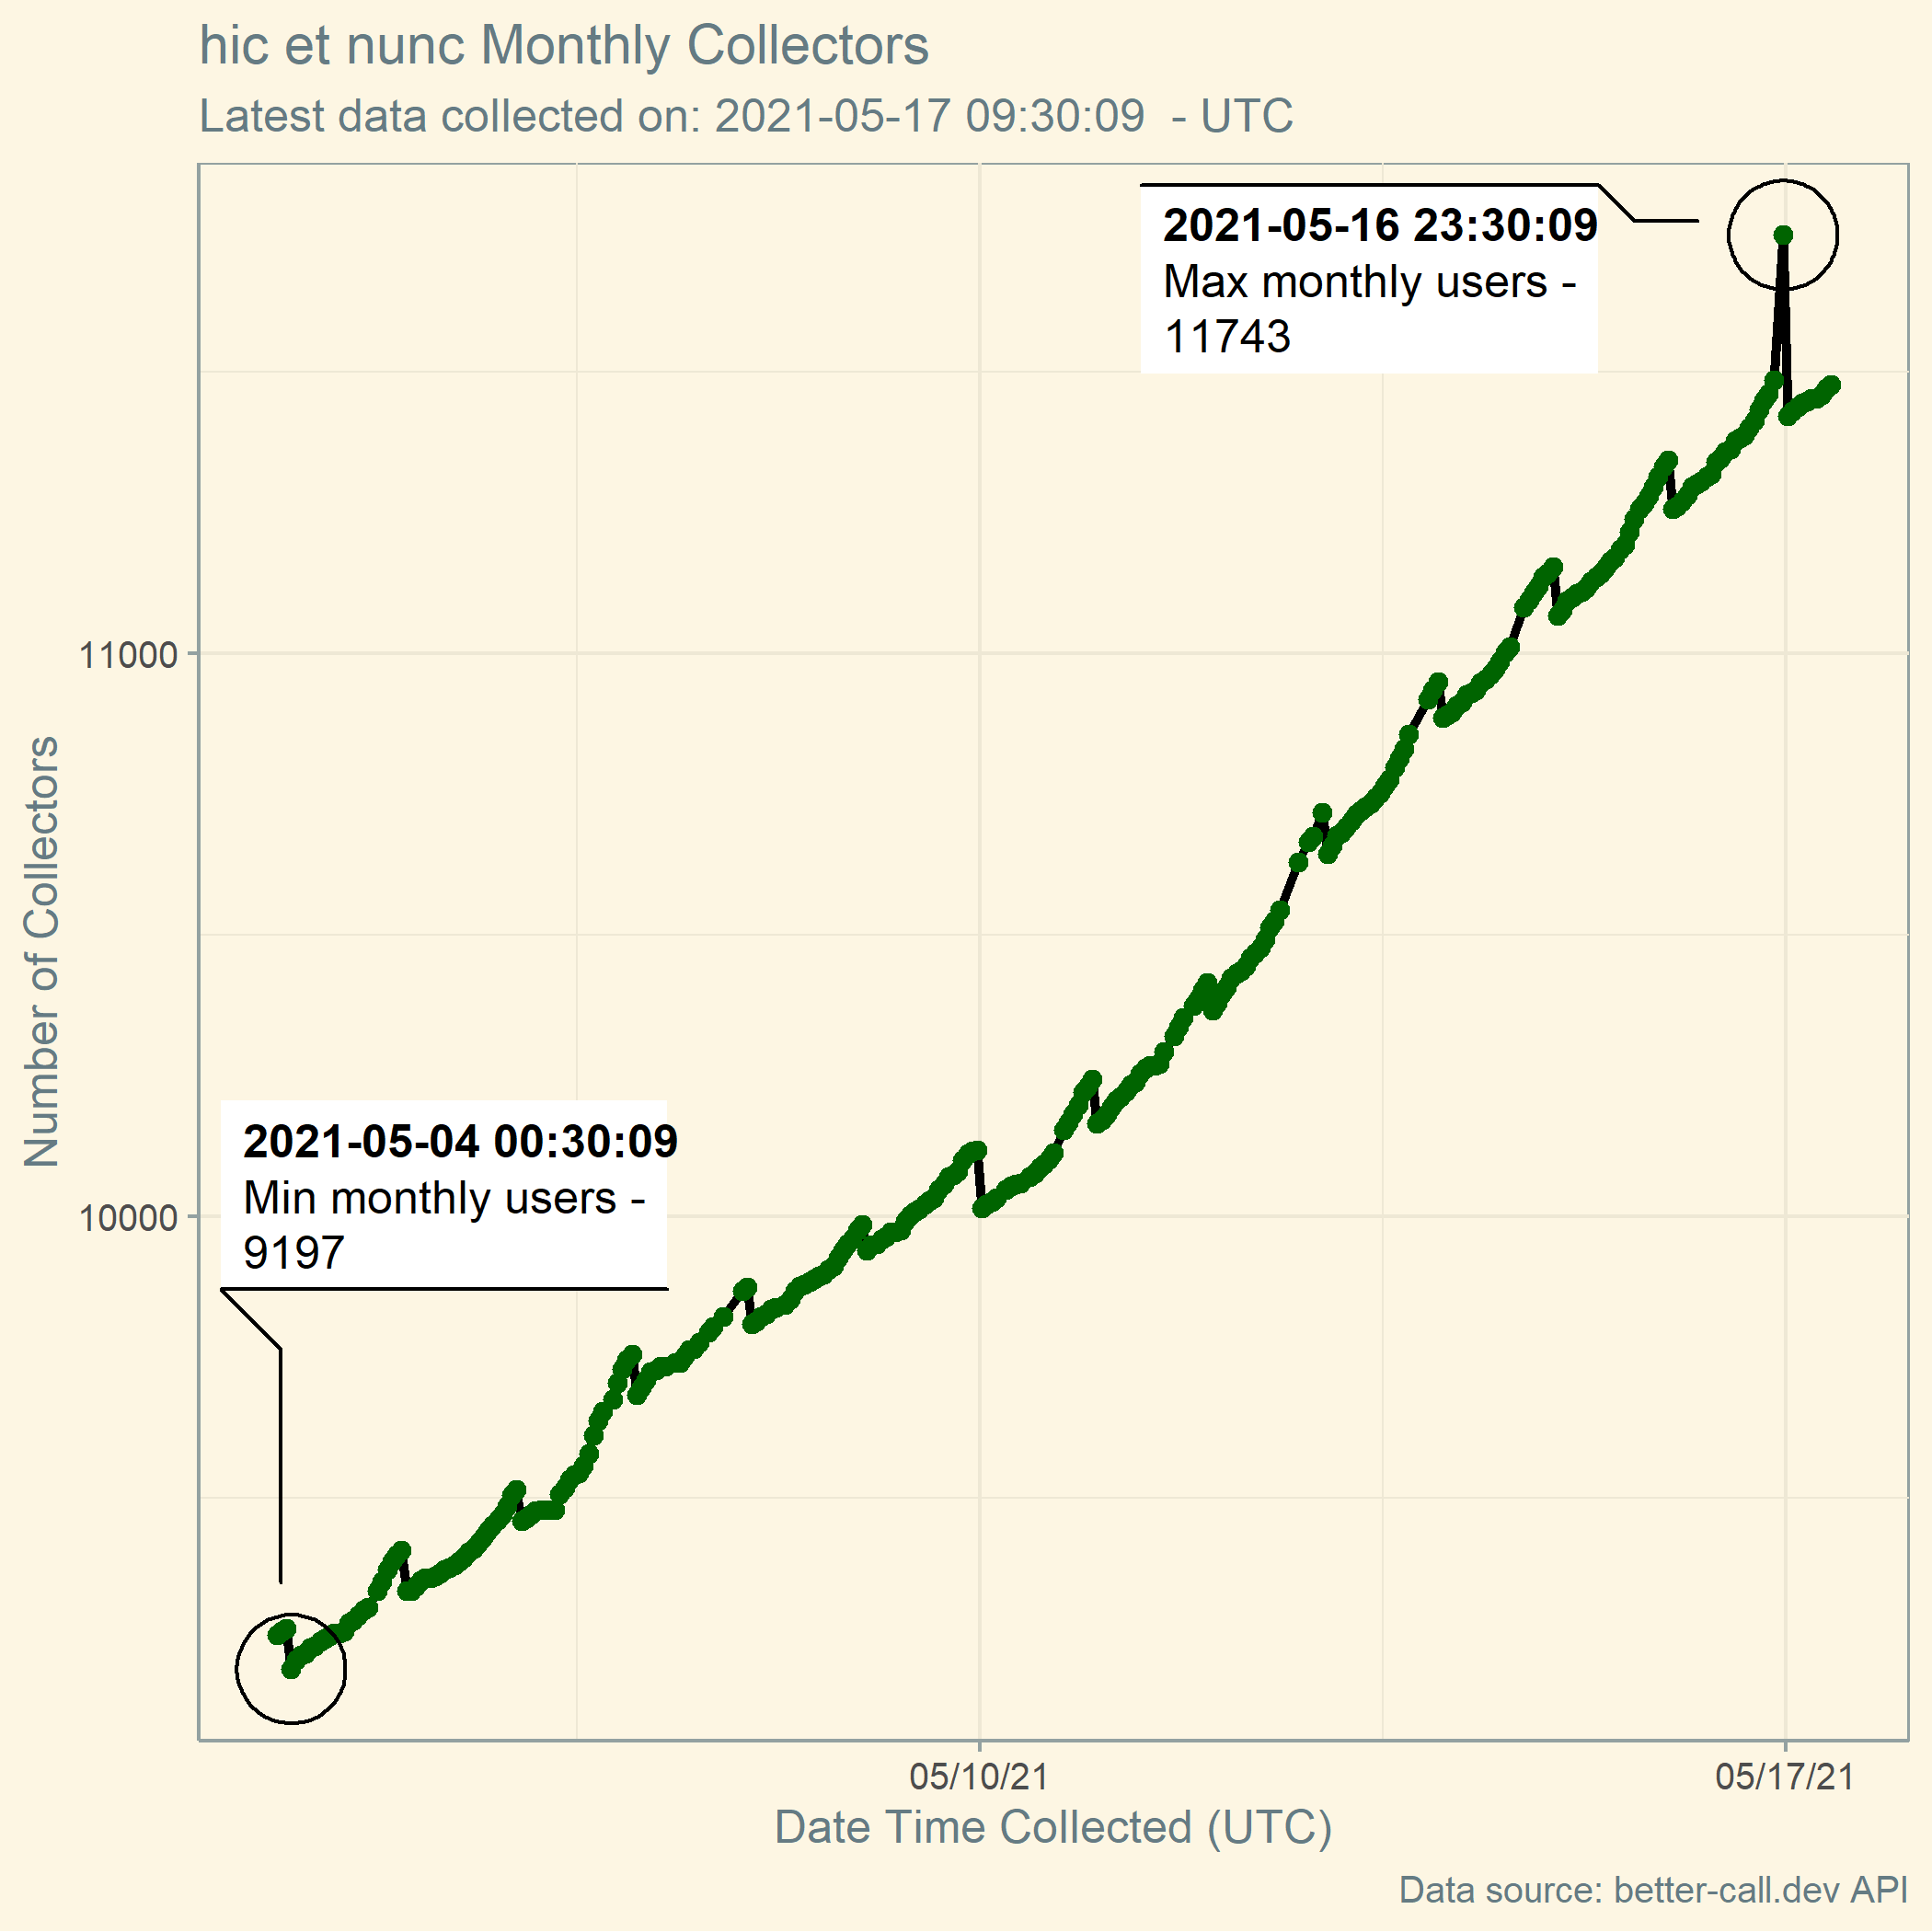 hic et nunc Monthly Collectors
Latest data collected on: 2021-05-17 09:30:09 - UTC
2021-05-16 23:30:09
Max monthly users -
11743
11000
Number of Collectors
2021-05-04 00:30:09
Min monthly users -
9197
10000
05/10/21
05/17/21
Date Time Collected (UTC)
Data source: better-call.dev API